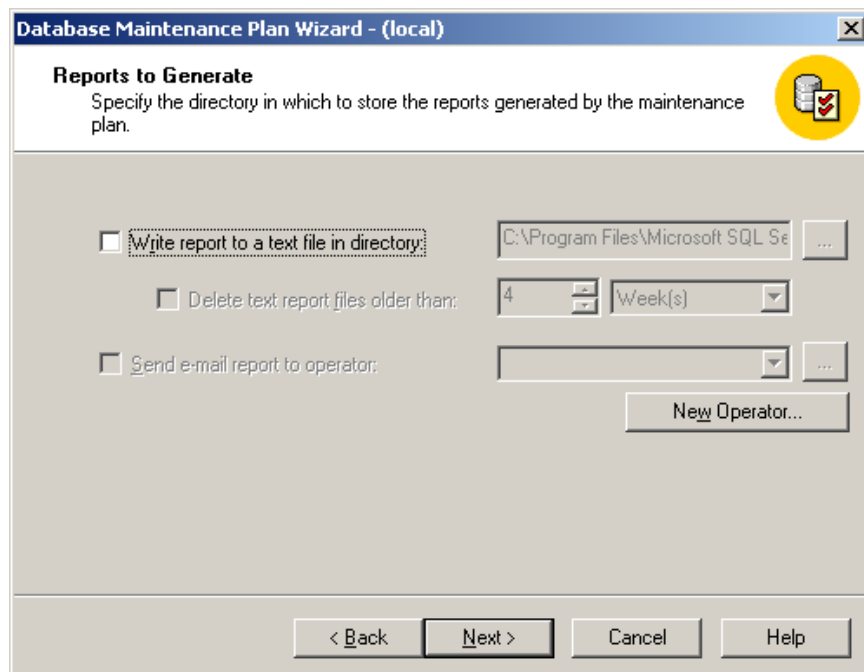 Database Maintenance Plan Wizard - (local)
Reports to Generate
Specify the directory in which to store the reports generated by the maintenance
plan.
Write report to a text file in directory: C:\Program Files\Microsoft SQL Se ...
Delete text report files older than: 4 Week(s)
Send e-mail report to operator: ...
New Operator...
< Back Next > Cancel Help